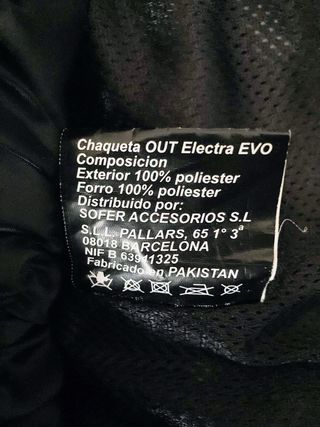 Chaqueta OUT Electra EVO
Composicion
Exterior 100% poliester
Forro 100% poliester
Distribuido por:
SOFER ACCESORIOS S.L
S.L.L. PALLARS, 65 1° 3ª
08018 BARCELONA
NIF B 63911325
Fabricado en PAKISTAN